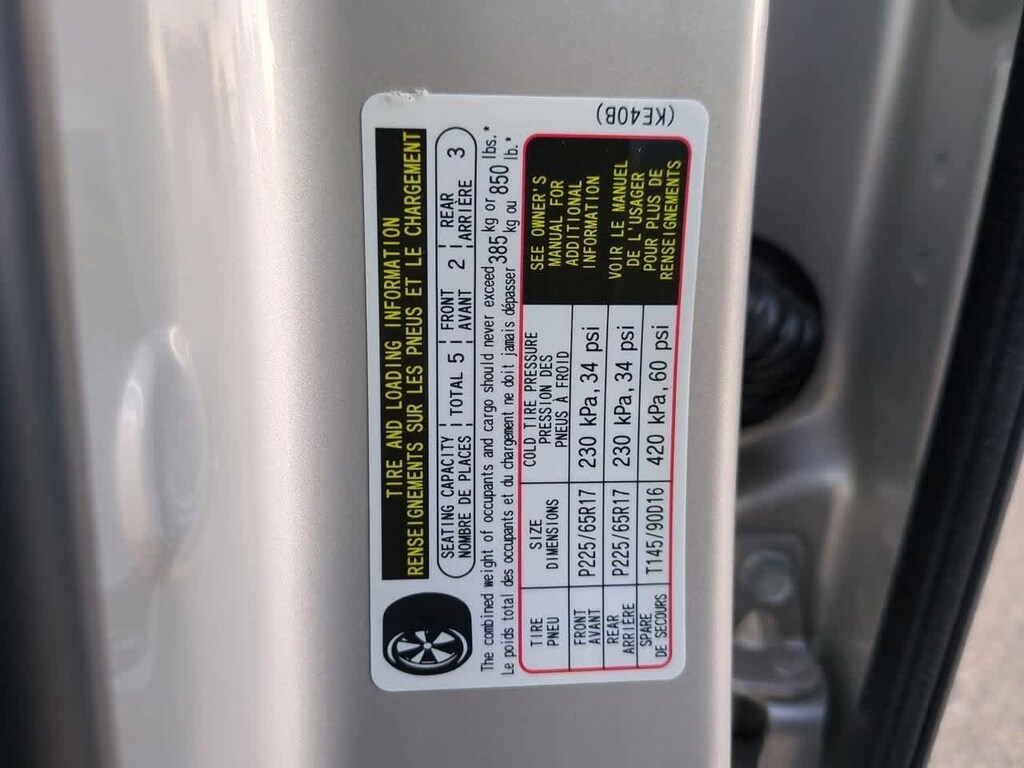 TIRE AND LOADING INFORMATION
RENSEIGNEMENTS SUR LES PNEUS ET LE CHARGEMENT
SEATING CAPACITY TOTAL 5 FRONT 2 REAR 3
NOMBRE DE PLACES AVANT ARRIÈRE
The combined weight of occupants and cargo should never exceed 385 kg or 850 lbs.*
Le poids total des occupants et du chargement ne doit jamais dépasser kg ou lb.*
TIRE SIZE COLD TIRE PRESSURE
PNEU DIMENSIONS PRESSION DES
PNEUS À FROID
FRONT P225/65R17 230 kPa, 34 psi
AVANT
REAR P225/65R17 230 kPa, 34 psi
ARRIÈRE
SPARE T145/90D16 420 kPa, 60 psi
DE SECOURS
SEE OWNER'S
MANUAL FOR
ADDITIONAL
INFORMATION
VOIR LE MANUEL
DE L'USAGER
POUR PLUS DE
RENSEIGNEMENTS
(KE40B)